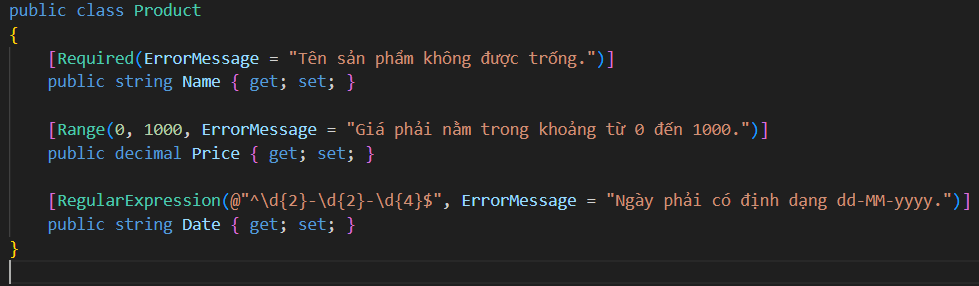 public class Product
{
[Required(ErrorMessage = "Tên sản phẩm không được trống.")]
public string Name { get; set; }
[Range(0, 1000, ErrorMessage = "Giá phải nằm trong khoảng từ 0 đến 1000.")]
public decimal Price { get; set; }
[RegularExpression(@"^\d{2}-\d{2}-\d{4}$", ErrorMessage = "Ngày phải có định dạng dd-MM-yyyy.")]
public string Date { get; set; }
}